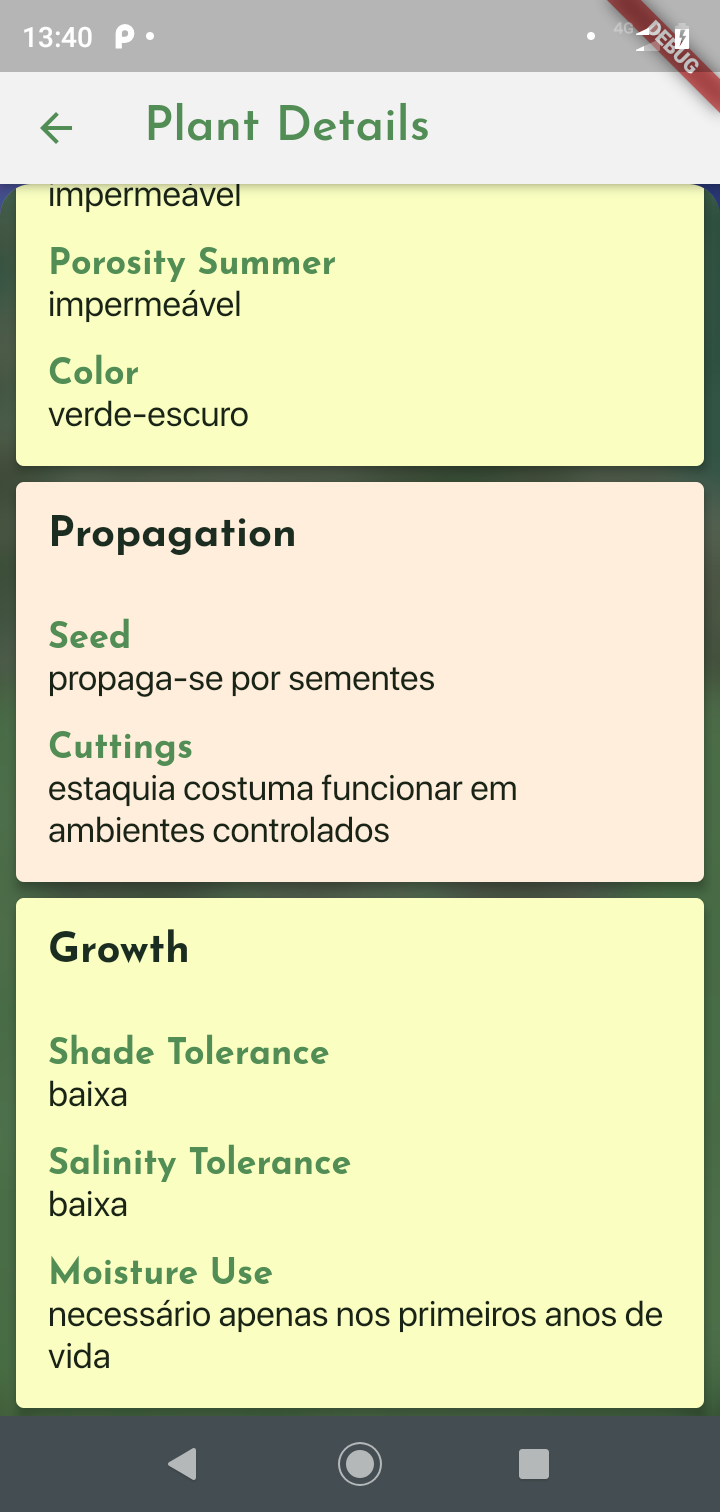 13:40
4G
DEBUG
Plant Details
impermeável
Porosity Summer
impermeável
Color
verde-escuro
Propagation
Seed
propaga-se por sementes
Cuttings
estaquia costuma funcionar em
ambientes controlados
Growth
Shade Tolerance
baixa
Salinity Tolerance
baixa
Moisture Use
necessário apenas nos primeiros anos de
vida